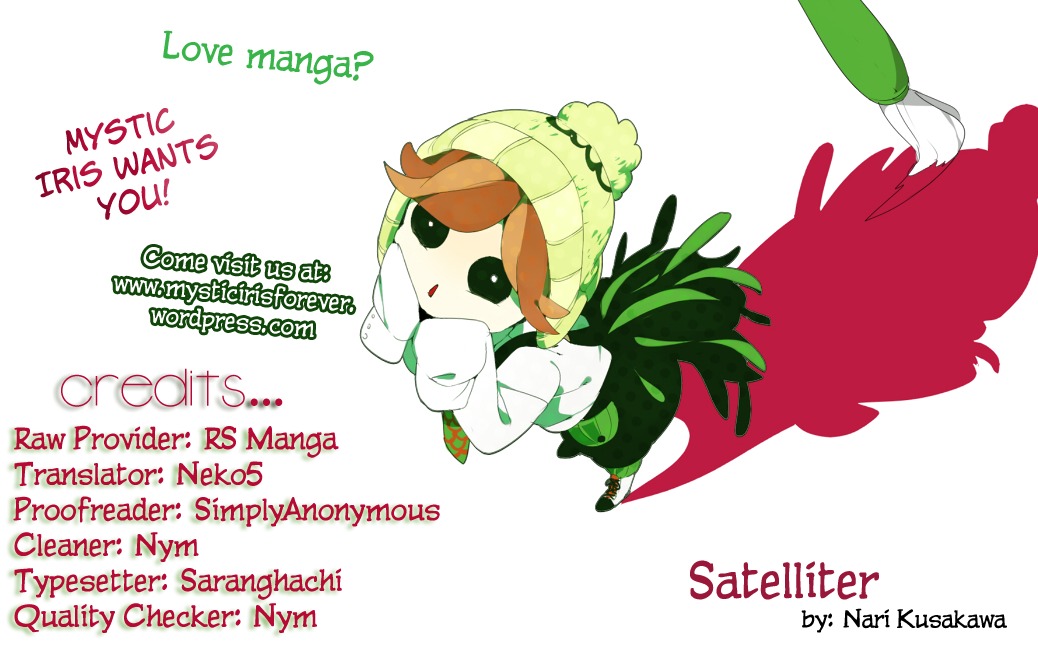 Love manga?
MYSTIC
IRIS WANTS
YOU!
Come visit us at:
www.mysticirisforever.
wordpress.com
credits...
Raw Provider: RS Manga
Translator: Neko5
Proofreader: SimplyAnonymous
Cleaner: Nym
Typesetter: Saranghachi
Quality Checker: Nym
Satelliter
by: Nari Kusakawa